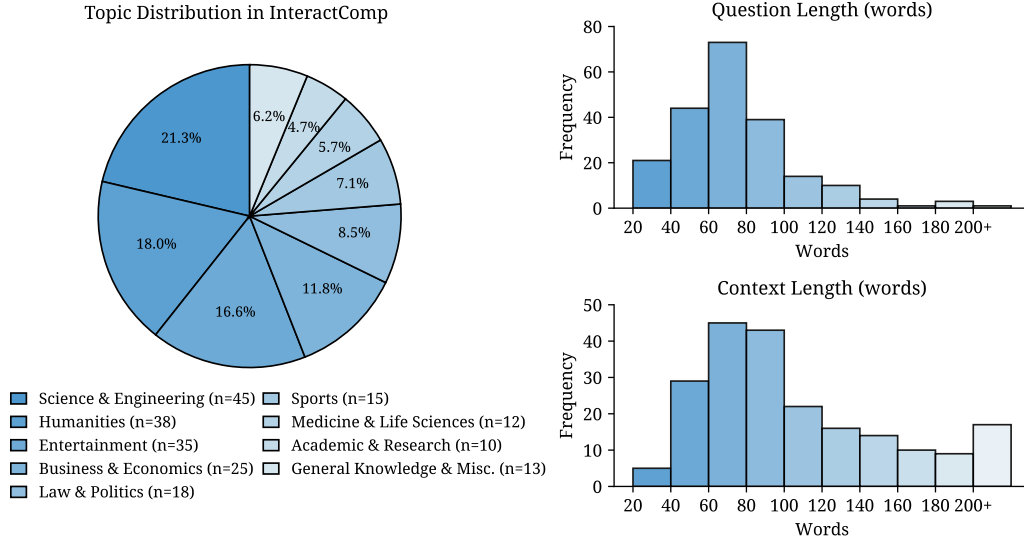 Topic Distribution in InteractComp
6.2%
4.7%
5.7%
7.1%
8.5%
11.8%
16.6%
18.0%
21.3%
Science & Engineering (n=45)
Humanities (n=38)
Entertainment (n=35)
Business & Economics (n=25)
Law & Politics (n=18)
Sports (n=15)
Medicine & Life Sciences (n=12)
Academic & Research (n=10)
General Knowledge & Misc. (n=13)
Question Length (words)
Frequency
80
60
40
20
0
20 40 60 80 100 120 140 160 180 200+
Words
Context Length (words)
Frequency
50
40
30
20
10
0
20 40 60 80 100 120 140 160 180 200+
Words